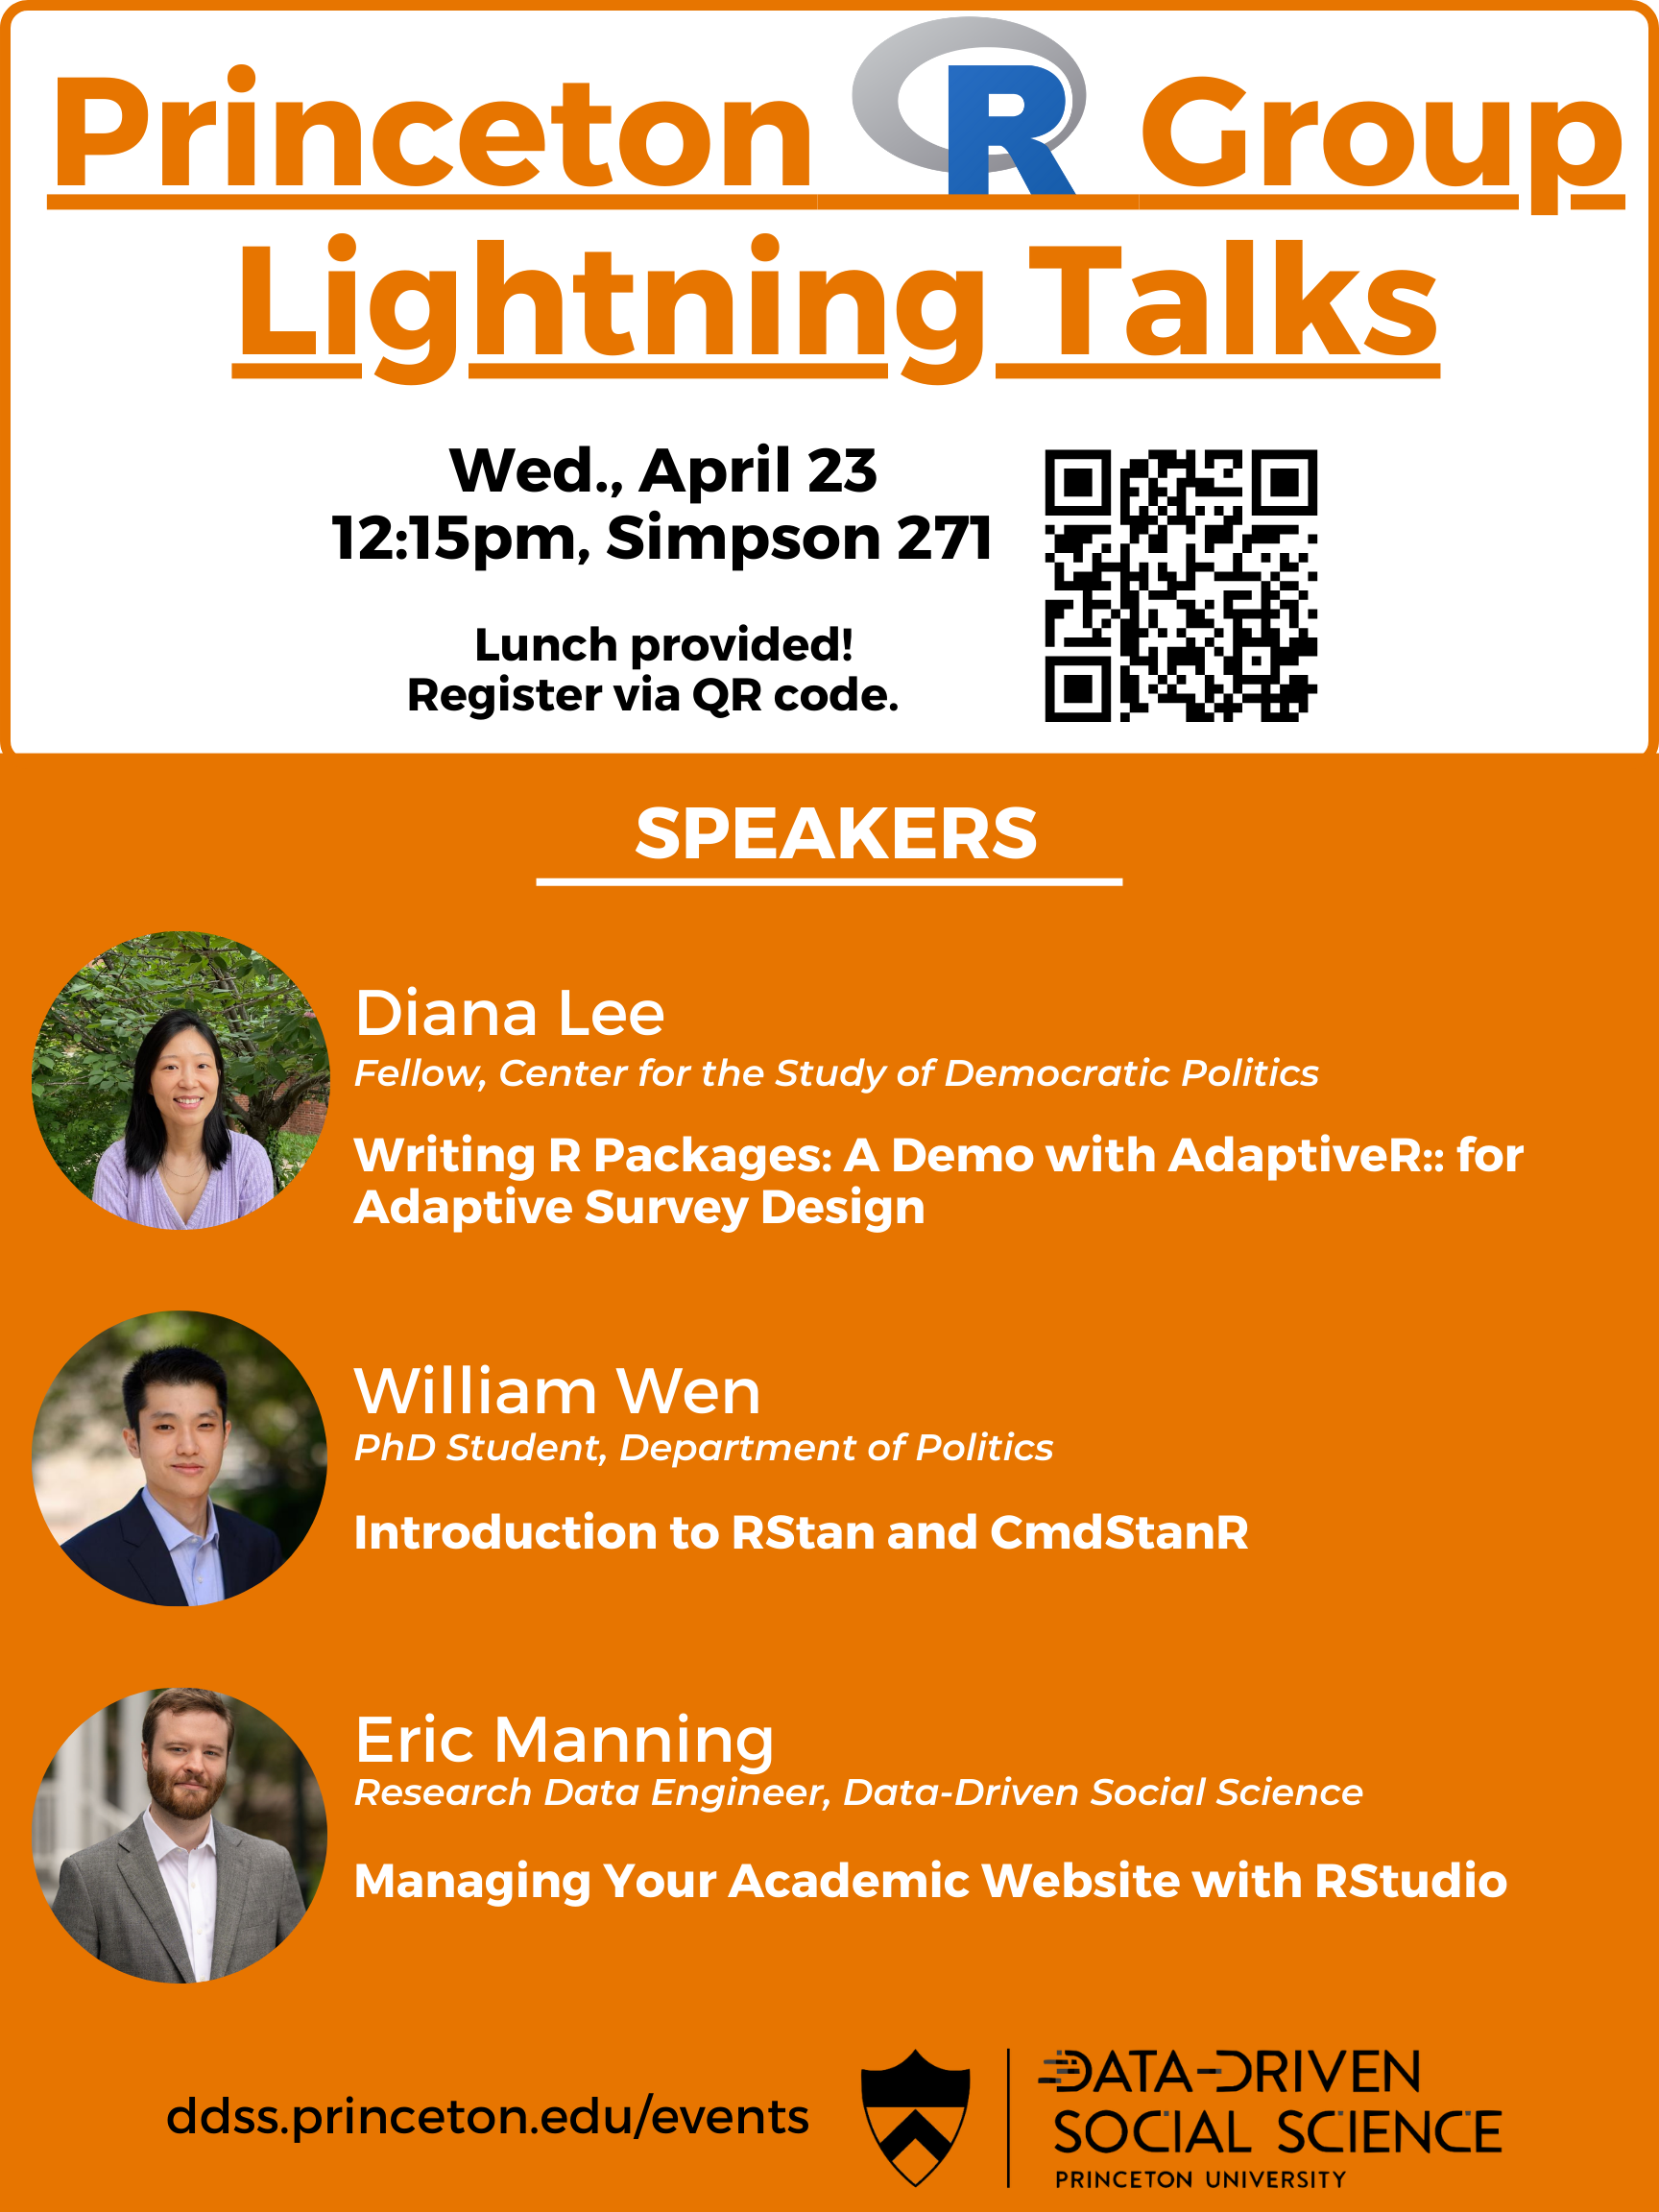 Princeton R Group
Lightning Talks
Wed., April 23
12:15pm, Simpson 271
Lunch provided!
Register via QR code.
SPEAKERS
Diana Lee
Fellow, Center for the Study of Democratic Politics
Writing R Packages: A Demo with AdaptiveR:: for
Adaptive Survey Design
William Wen
PhD Student, Department of Politics
Introduction to RStan and CmdStanR
Eric Manning
Research Data Engineer, Data-Driven Social Science
Managing Your Academic Website with RStudio
ddss.princeton.edu/events
DATA-DRIVEN
SOCIAL SCIENCE
PRINCETON UNIVERSITY